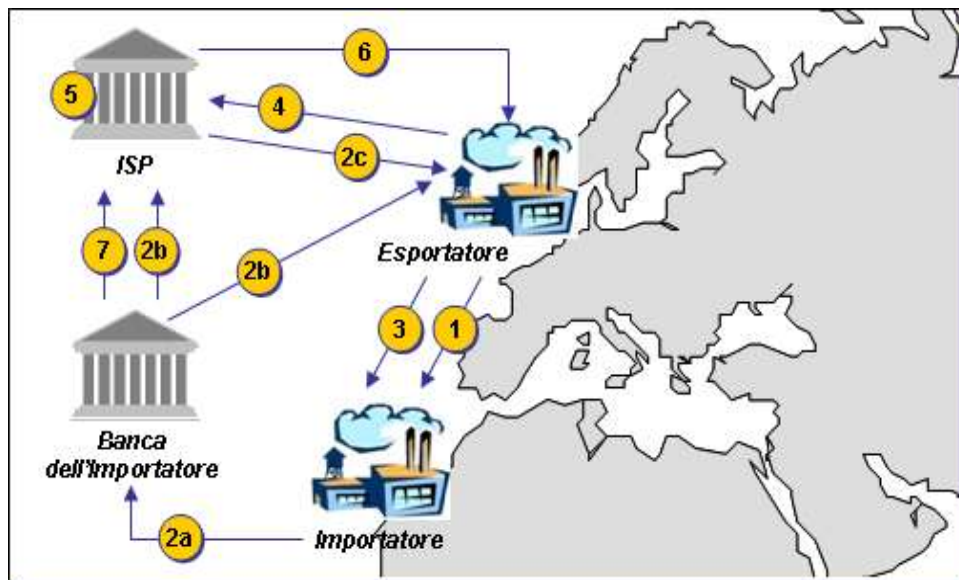 6
5
4
2c
ISP
Esportatore
7
2b
2b
3
1
Banca
dell'Importatore
2a
Importatore